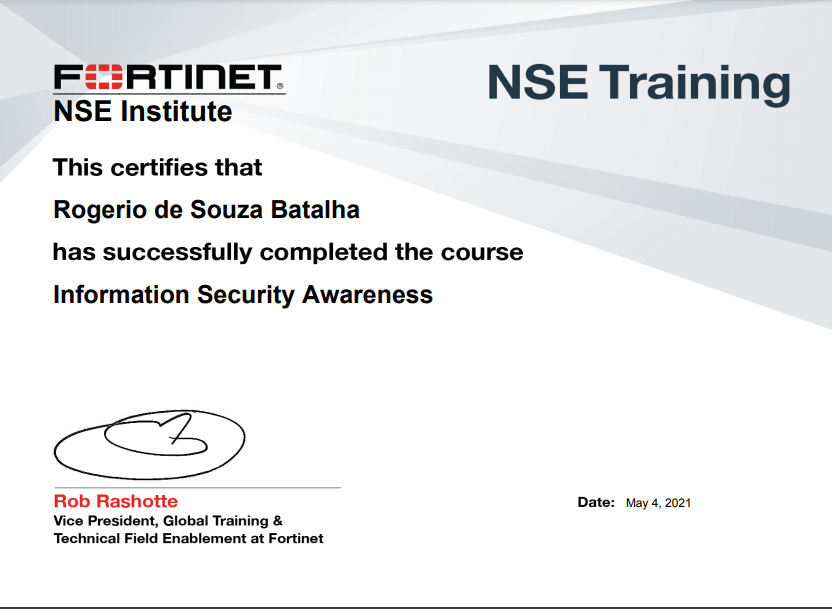 FORTINET®
NSE Training
NSE Institute
This certifies that
Rogerio de Souza Batalha
has successfully completed the course
Information Security Awareness
Rob Rashotte
Vice President, Global Training &
Technical Field Enablement at Fortinet
Date: May 4, 2021